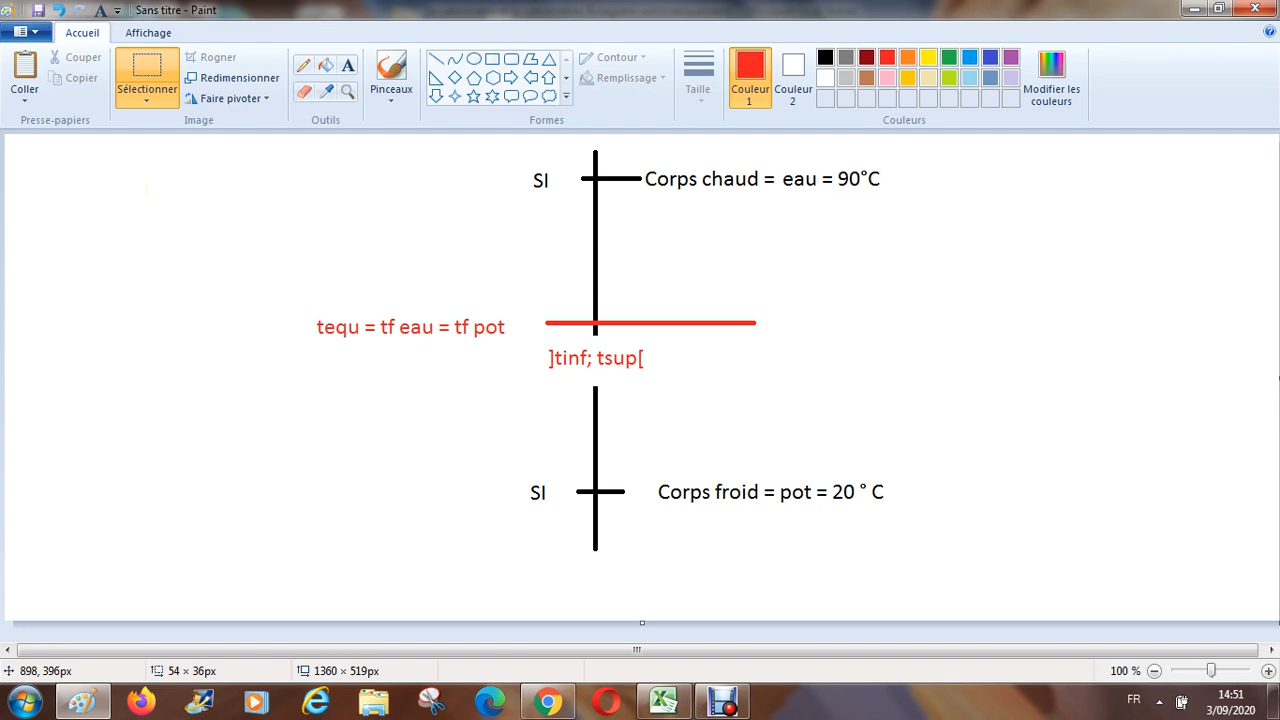 Sans titre - Paint
Accueil
Affichage
Coller
Couper
Copier
Presse-papiers
Sélectionner
Rogner
Redimensionner
Faire pivoter
Image
A
Outils
Pinceaux
Contour
Remplissage
Formes
Taille
Couleur 1
Couleur 2
Modifier les couleurs
Couleurs
SI
Corps chaud = eau = 90°C
tequ = tf eau = tf pot
]tinf; tsup[
SI
Corps froid = pot = 20 ° C
898, 396px
54 × 36px
1360 × 519px
100 %
FR
14:51
3/09/2020